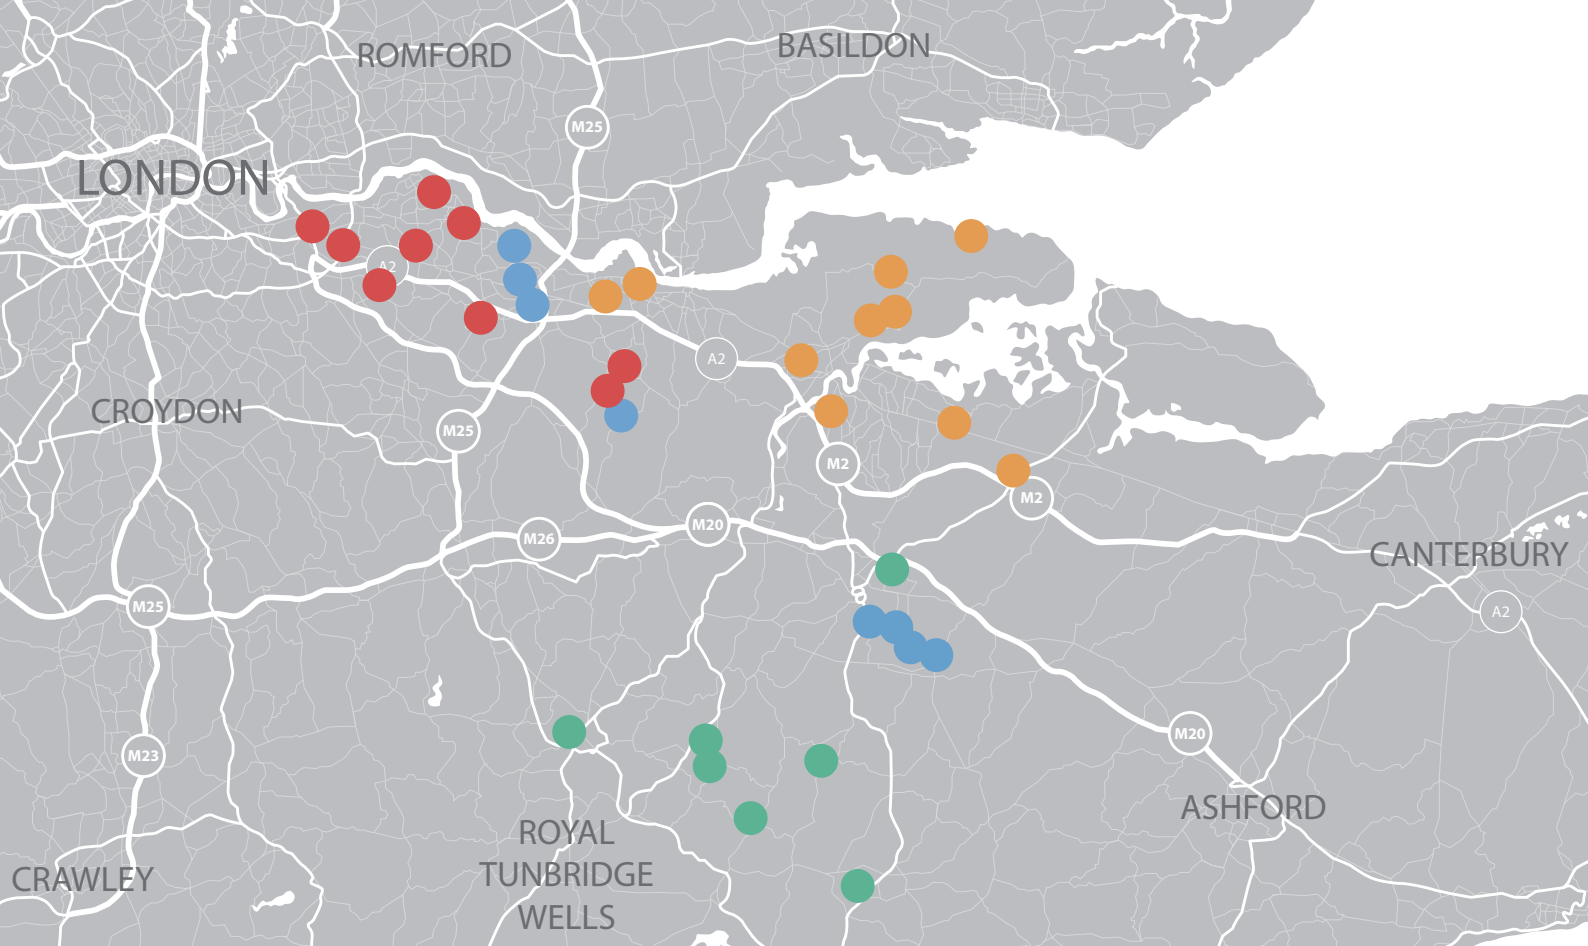 ROMFORD
BASILDON
M25
LONDON
A2
A2
CROYDON
M25
M2
M2
M20
M26
CANTERBURY
M25
A2
M20
M23
ASHFORD
ROYAL
TUNBRIDGE
WELLS
CRAWLEY